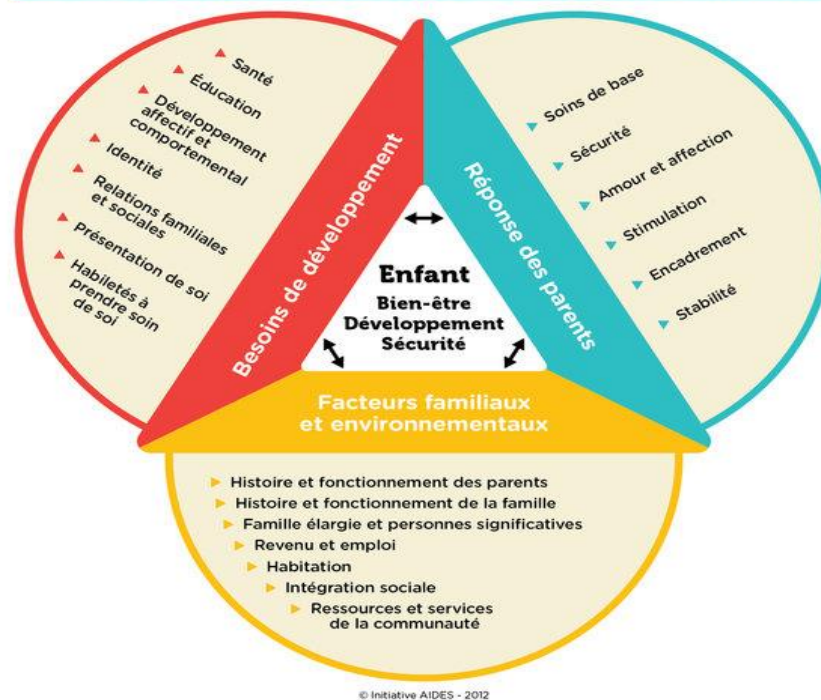 Santé
Éducation
Développement
affectif et
comportemental
Identité
Relations familiales
et sociales
Présentation de soi
Habiletés à
prendre soin
de soi
Besoins de développement
Réponse des parents
Soins de base
Sécurité
Amour et affection
Stimulation
Encadrement
Stabilité
Enfant
Bien-être
Développement
Sécurité
Facteurs familiaux
et environnementaux
Histoire et fonctionnement des parents
Histoire et fonctionnement de la famille
Famille élargie et personnes significatives
Revenu et emploi
Habitation
Intégration sociale
Ressources et services
de la communauté
© Initiative AIDES - 2012